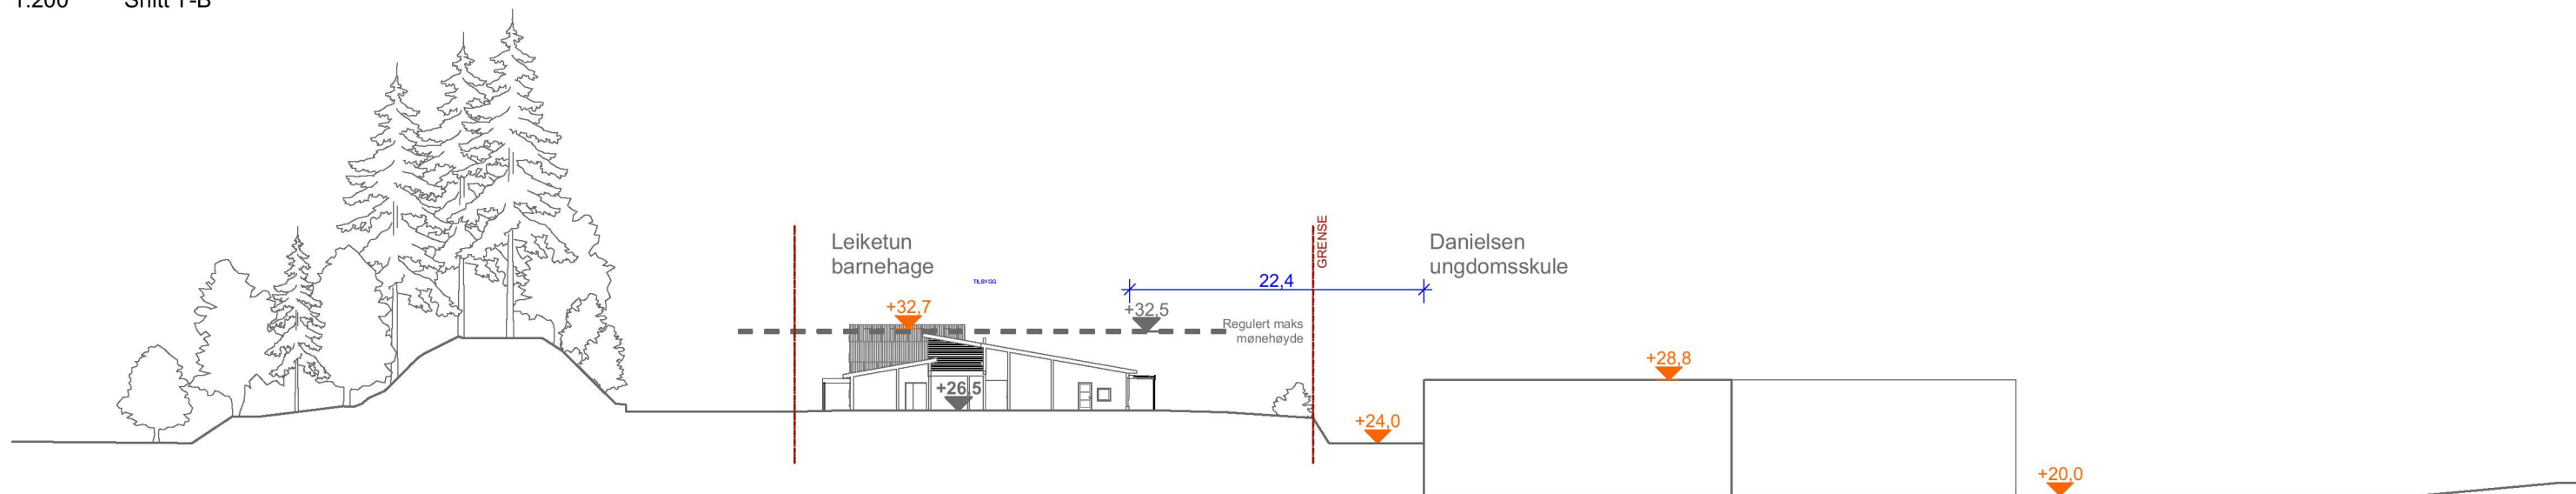 1:200 Snitt T-B
Leiketun
barnehage
TILBYGG
+32,7
+26,5
+32,5
Regulert maks
mønehøyde
22,4
GRENSE
Danielsen
ungdomsskule
+28,8
+24,0
+20,0